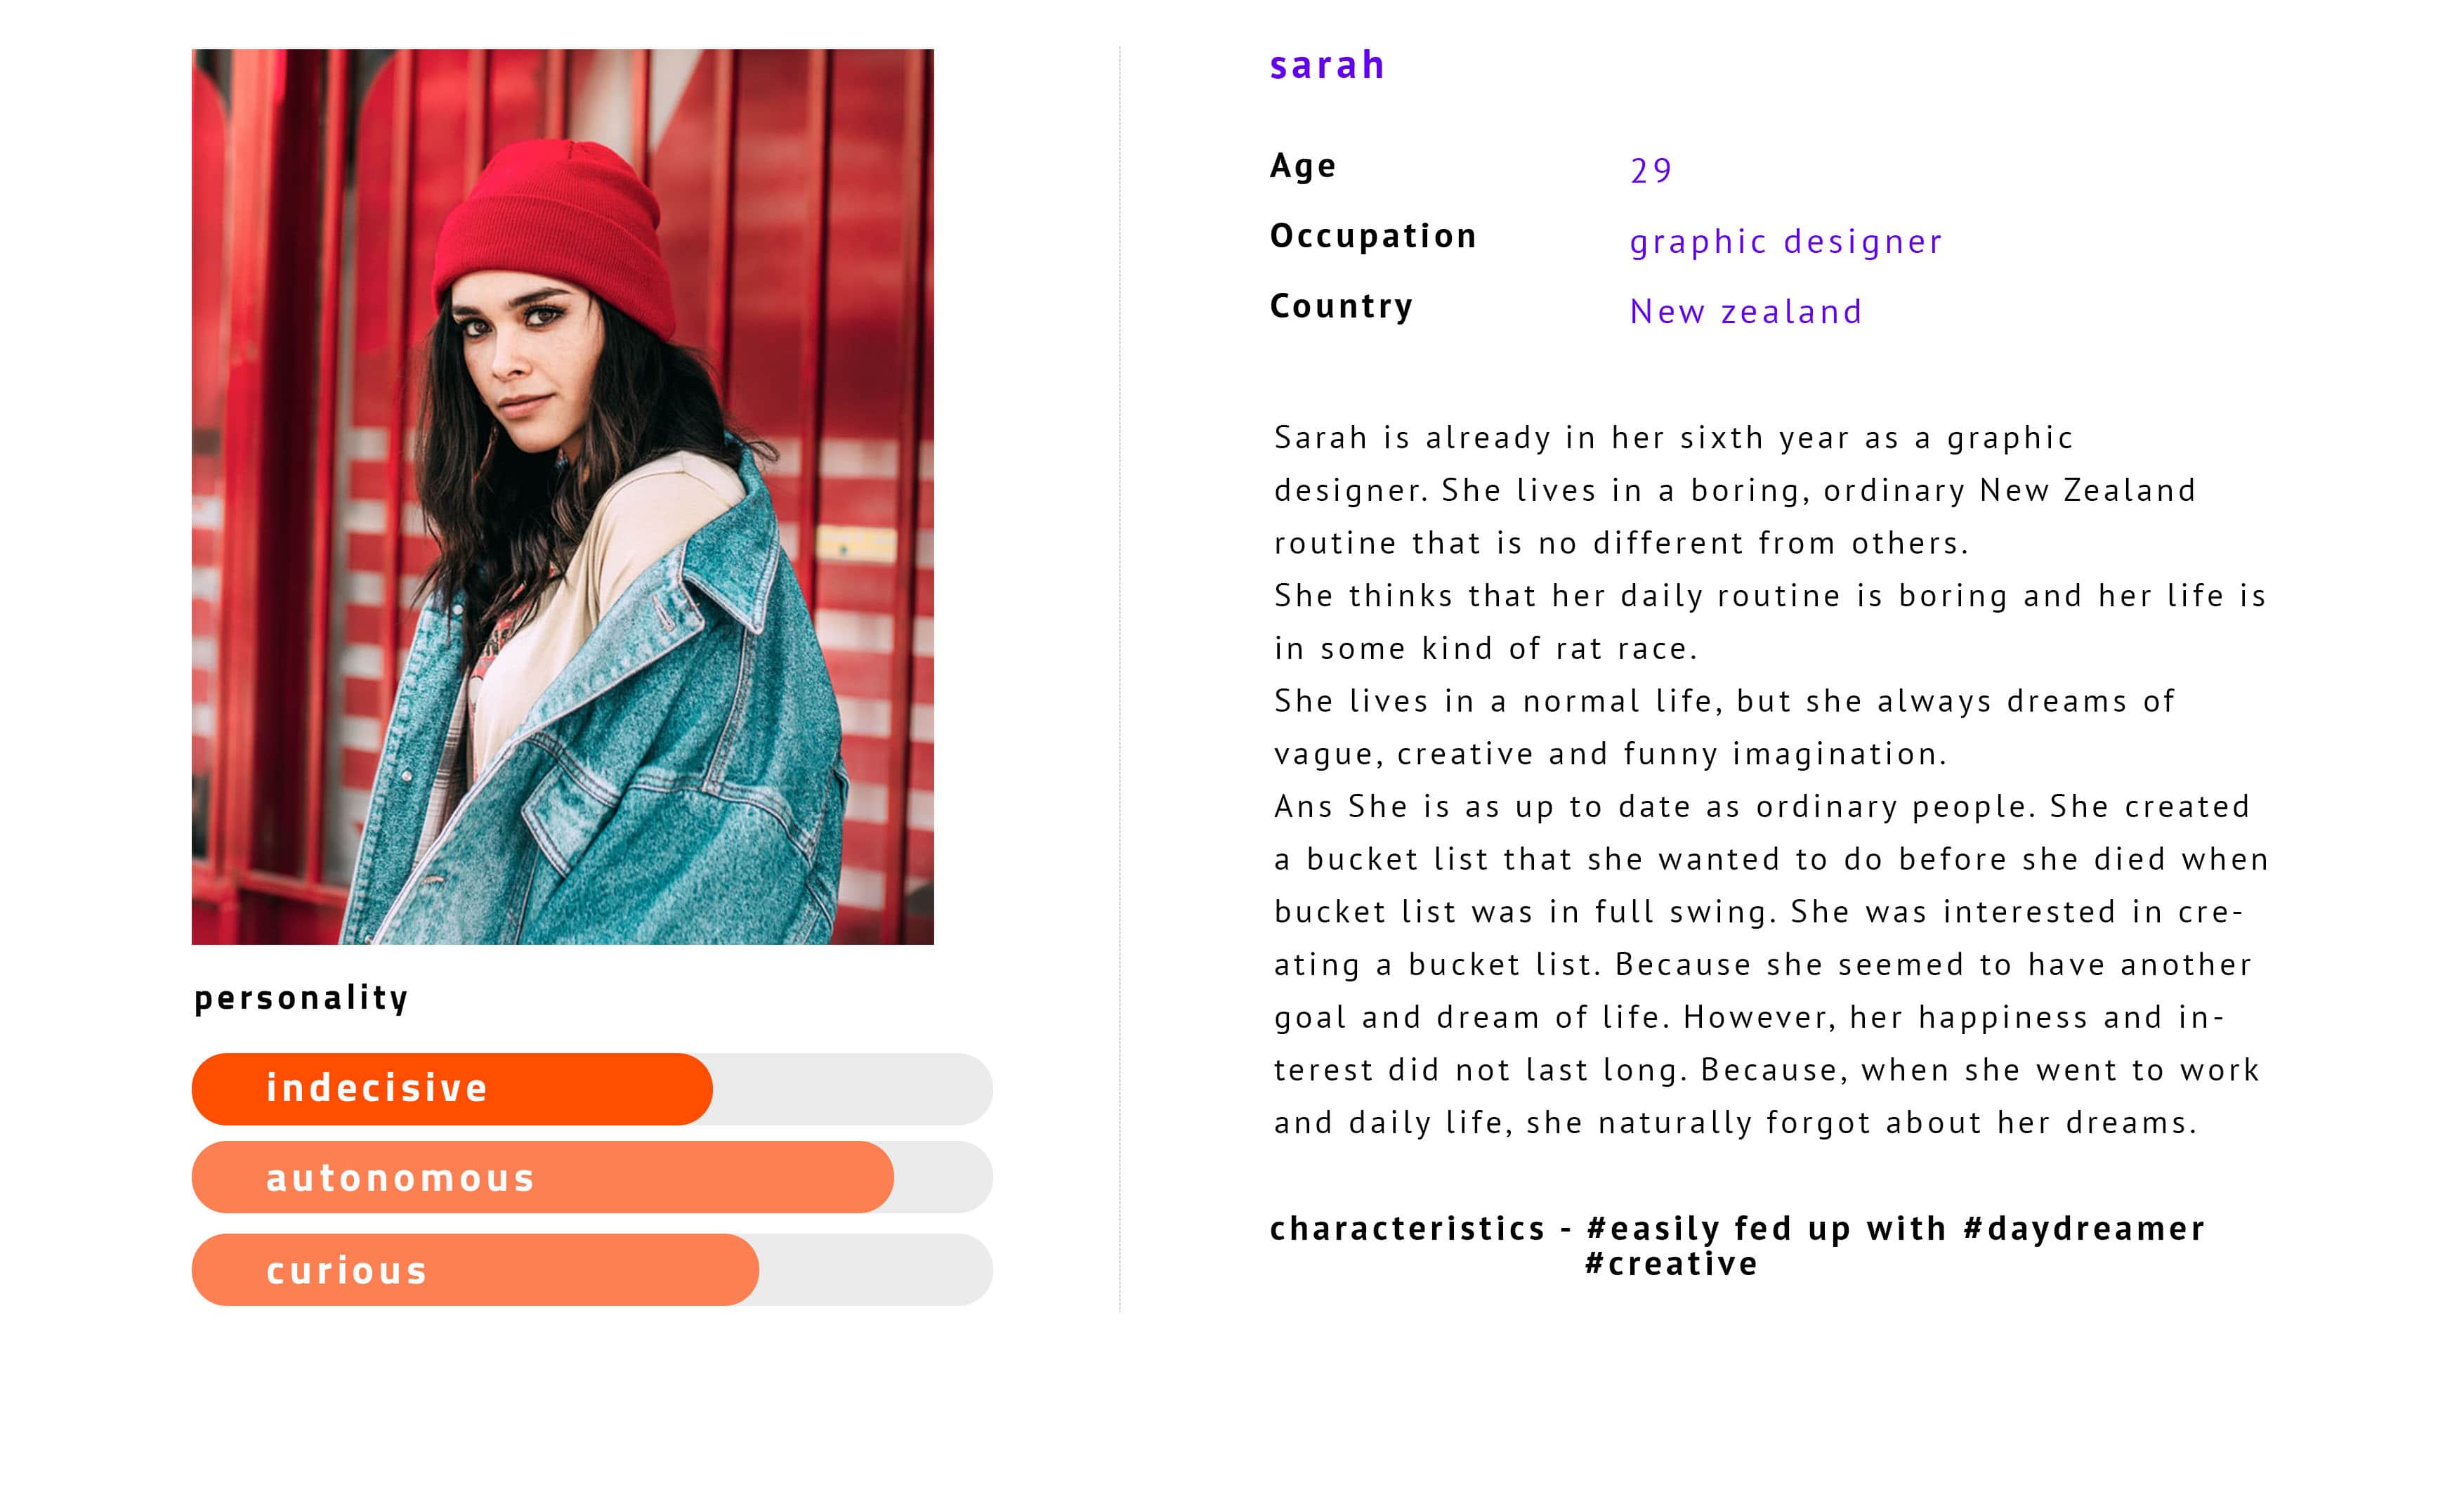 sarah
Age 29
Occupation graphic designer
Country New zealand
Sarah is already in her sixth year as a graphic
designer. She lives in a boring, ordinary New Zealand
routine that is no different from others.
She thinks that her daily routine is boring and her life is
in some kind of rat race.
She lives in a normal life, but she always dreams of
vague, creative and funny imagination.
Ans She is as up to date as ordinary people. She created
a bucket list that she wanted to do before she died when
bucket list was in full swing. She was interested in cre-
ating a bucket list. Because she seemed to have another
goal and dream of life. However, her happiness and in-
terest did not last long. Because, when she went to work
and daily life, she naturally forgot about her dreams.
characteristics - #easily fed up with #daydreamer
#creative
personality
indecisive
autonomous
curious